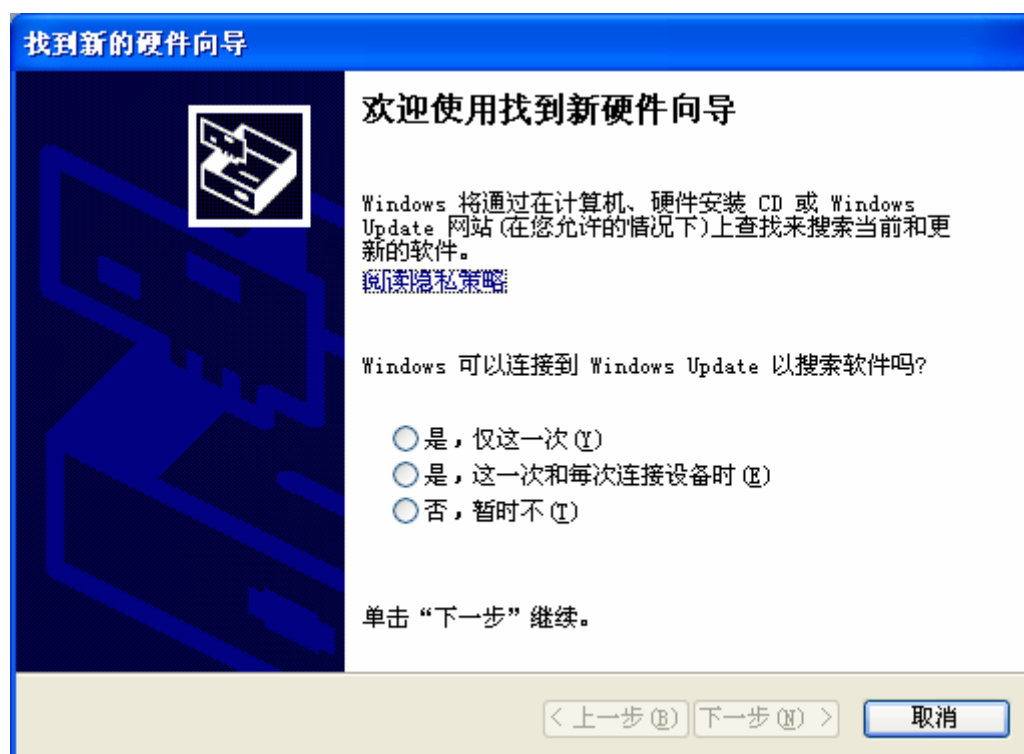 找到新的硬件向导
欢迎使用找到新硬件向导
Windows 将通过在计算机、硬件安装 CD 或 Windows
Update 网站(在您允许的情况下)上查找来搜索当前和更
新的软件。
阅读隐私策略
Windows 可以连接到 Windows Update 以搜索软件吗?
是，仅这一次(Y)
是，这一次和每次连接设备时(E)
否，暂时不(T)
单击“下一步”继续。
< 上一步(B) 下一步(N) > 取消